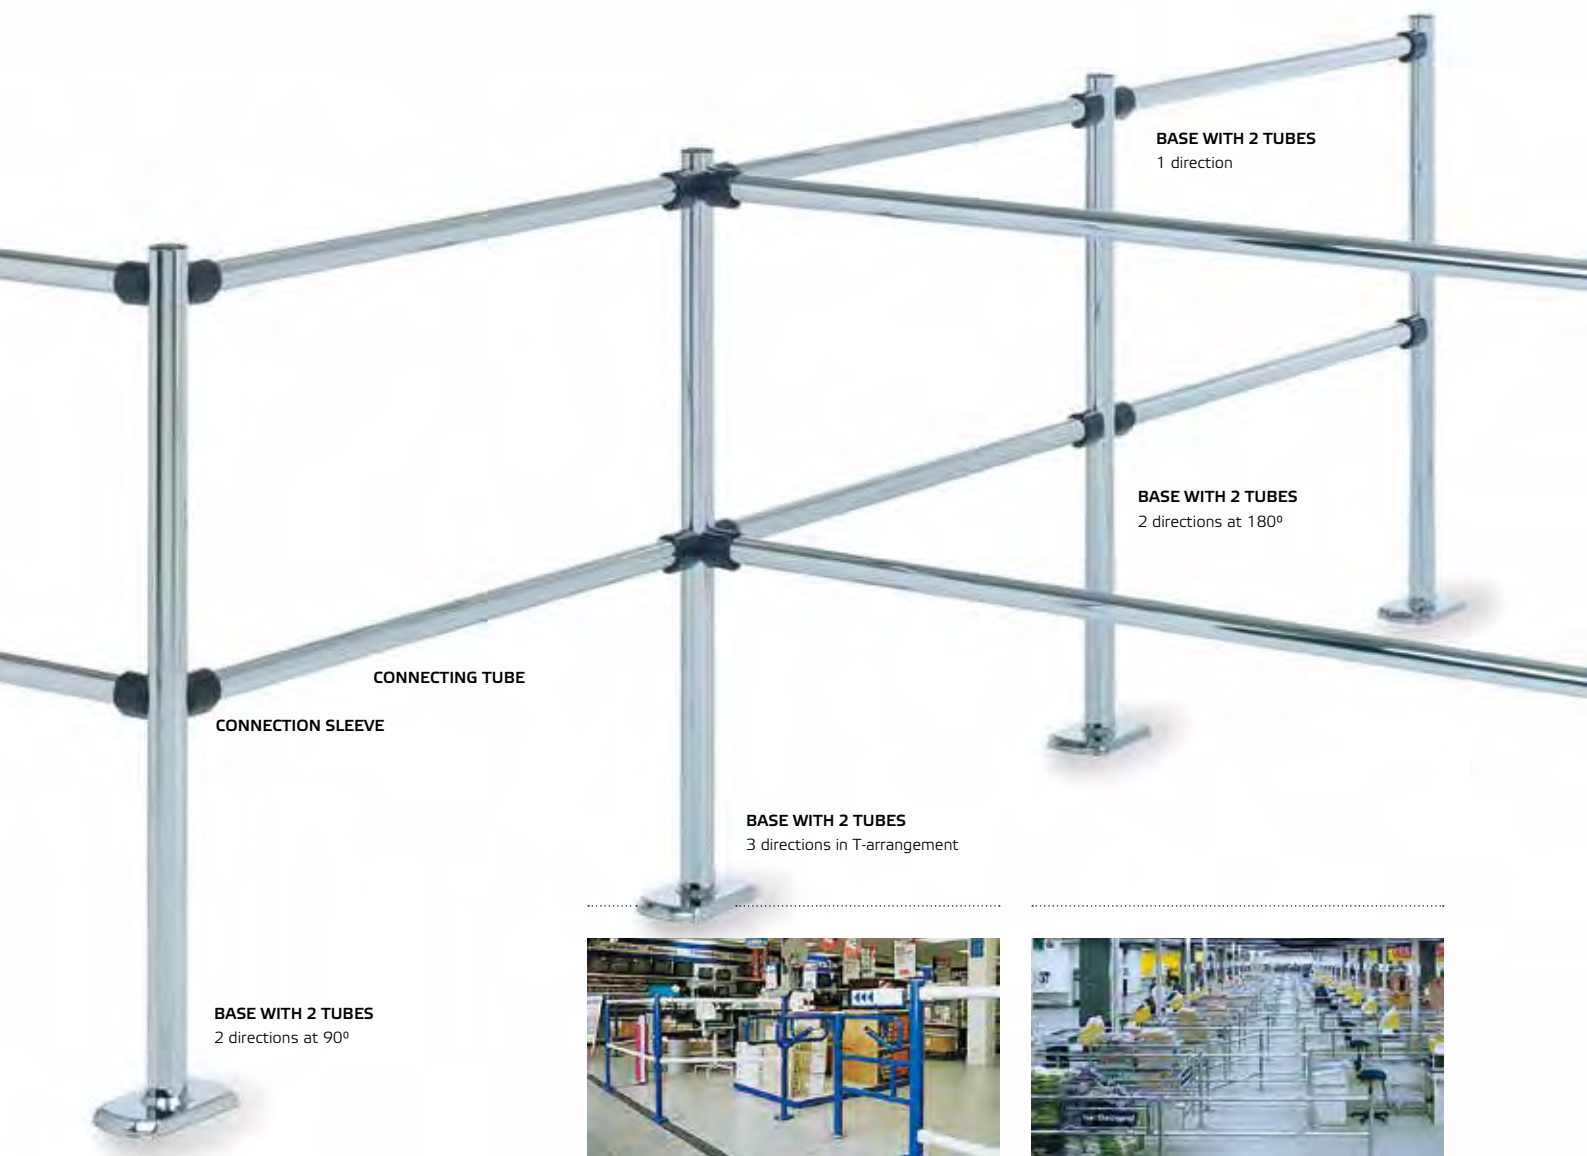 BASE WITH 2 TUBES
1 direction
BASE WITH 2 TUBES
2 directions at 180º
CONNECTING TUBE
CONNECTION SLEEVE
BASE WITH 2 TUBES
3 directions in T-arrangement
BASE WITH 2 TUBES
2 directions at 90º